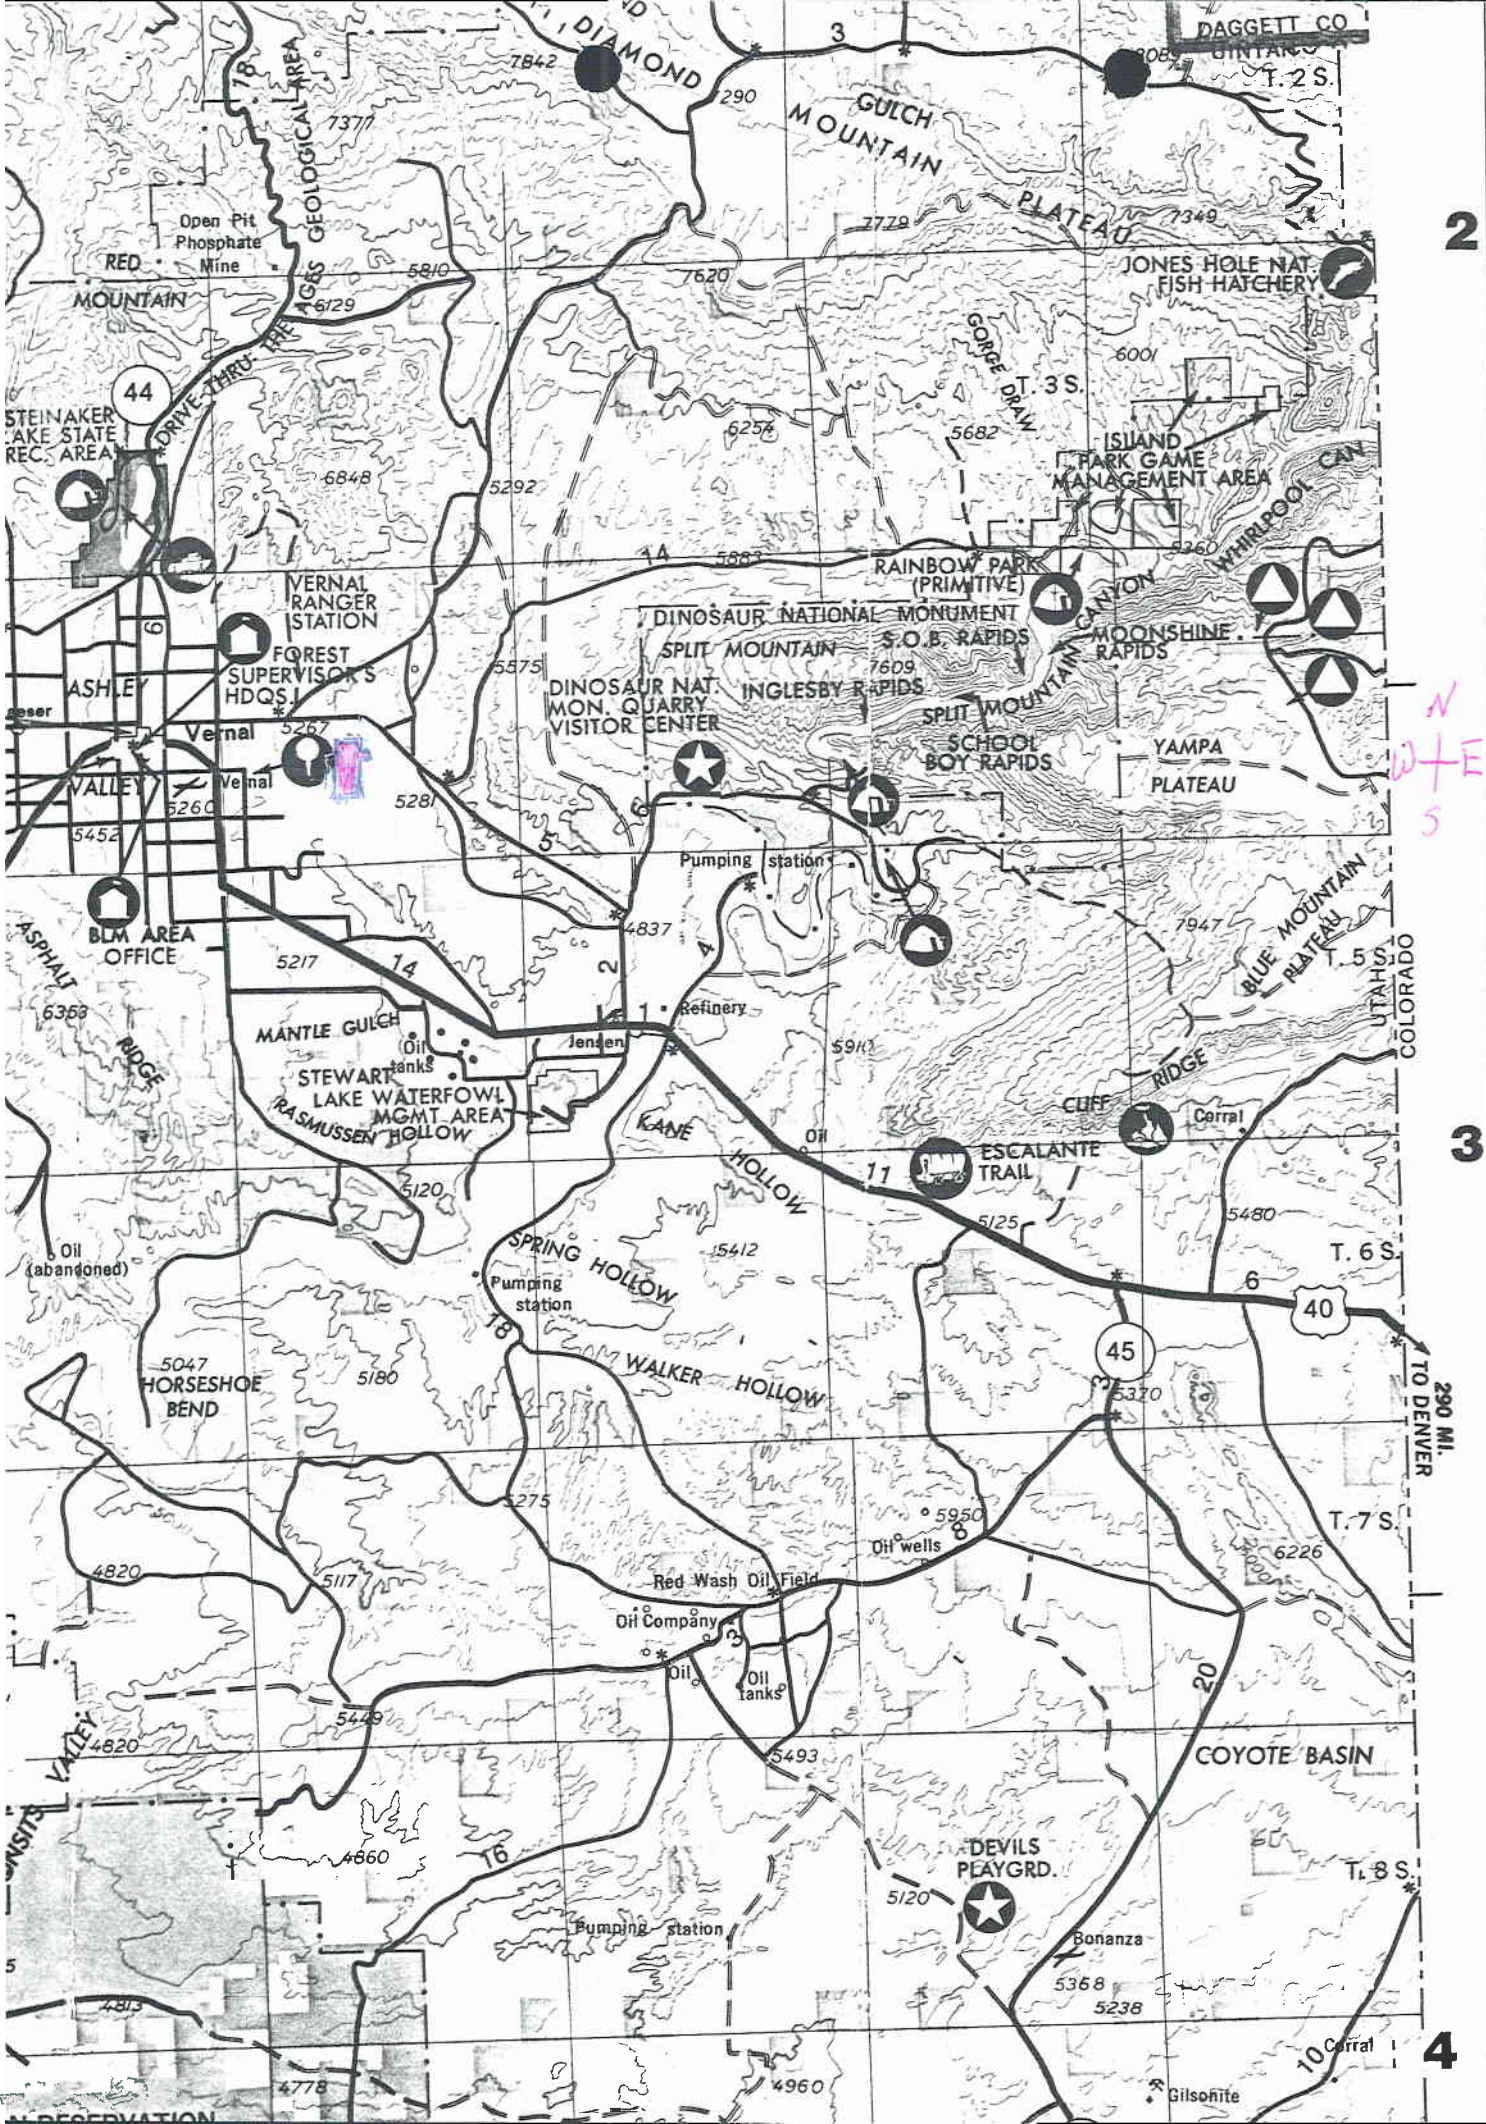 DAGGETT CO
T. 2 S.
DIAMOND
3
18
7842
7290
7377
GULCH
MOUNTAIN
PLATEAU
7778
7349
2
Open Pit
Phosphate
Mine
RED
MOUNTAIN
DRIVE THRU THE AGES GEOLOGICAL AREA
5810
6129
7620
JONES HOLE NAT.
FISH HATCHERY
GORGE DRAW
6001
T. 3 S.
44
STEINAKER
LAKE STATE
REC. AREA
6254
5682
ISLAND
PARK GAME
MANAGEMENT AREA
6848
5292
WHIRLPOOL CAN
14
5883
5360
RAINBOW PARK
(PRIMITIVE)
VERNAL
RANGER
STATION
9
DINOSAUR NATIONAL MONUMENT
SPLIT MOUNTAIN
S.O.B. RAPIDS
MOONSHINE
RAPIDS
FOREST
SUPERVISOR'S
HDQS.
5575
7609
ASHLEY
DINOSAUR NAT.
MON. QUARRY
VISITOR CENTER
INGLESBY RAPIDS
SPLIT MOUNTAIN CANYON
Vernal
5267
SCHOOL
BOY RAPIDS
YAMPA
PLATEAU
N
W E
S
VALLEY
Vernal
5260
5281
5452
6
5
Pumping station
BLM AREA
OFFICE
4837
4
7947
BLUE MOUNTAIN
PLATEAU
T. 5 S.
ASPHALT
RIDGE
5217
14
2
6353
UTAH
COLORADO
MANTLE GULCH
1
Refinery
Jensen
5910
Oil
tanks
STEWART
LAKE WATERFOWL
MGMT AREA
RASMUSSEN HOLLOW
KANE
HOLLOW
CLIFF
RIDGE
Corral
Oil
11
ESCALANTE
TRAIL
3
5120
5125
5480
Oil
(abandoned)
SPRING HOLLOW
5412
T. 6 S.
Pumping
station
18
6
40
45
5047
HORSESHOE
BEND
5180
WALKER HOLLOW
3
5370
290 MI.
TO DENVER
5275
5950
8
Oil wells
T. 7 S.
6226
4820
5117
Red Wash Oil Field
Oil Company
3
Oil
Oil
tanks
20
5449
VALLEY
4820
5493
COYOTE BASIN
4860
16
DEVILS
PLAYGRD.
T. 8 S.
5120
Pumping station
Bonanza
5368
5238
4813
10
Corral
4
4778
4960
Gilsonite
RESERVATION